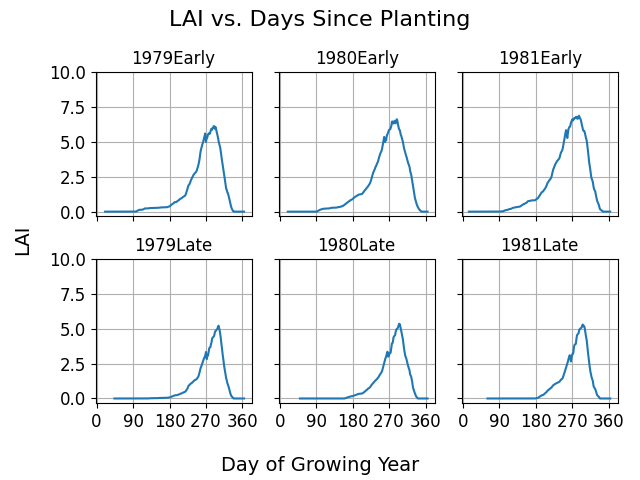 LAI vs. Days Since Planting
1979Early 1980Early 1981Early
10.0
7.5
5.0
2.5
0.0
LAI
1979Late 1980Late 1981Late
10.0
7.5
5.0
2.5
0.0
0 90 180 270 360 0 90 180 270 360 0 90 180 270 360
Day of Growing Year